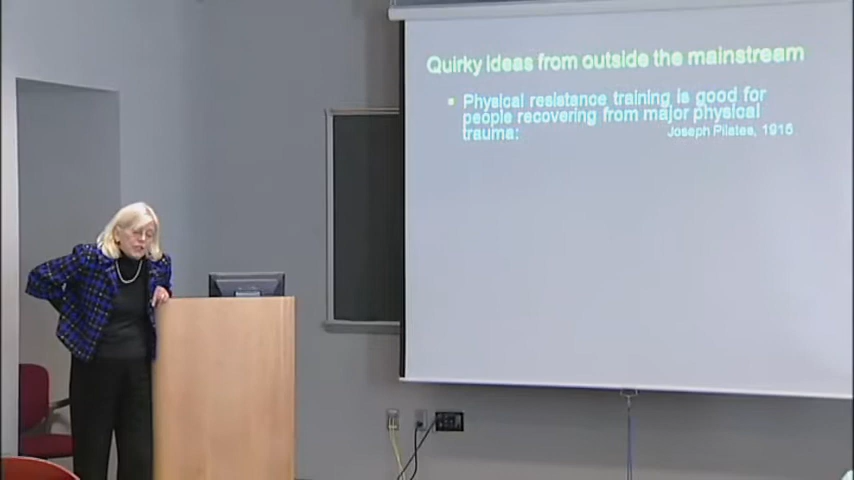 Quirky ideas from outside the mainstream
Physical resistance training is good for
people recovering from major physical
trauma:
Joseph Pilates, 1915